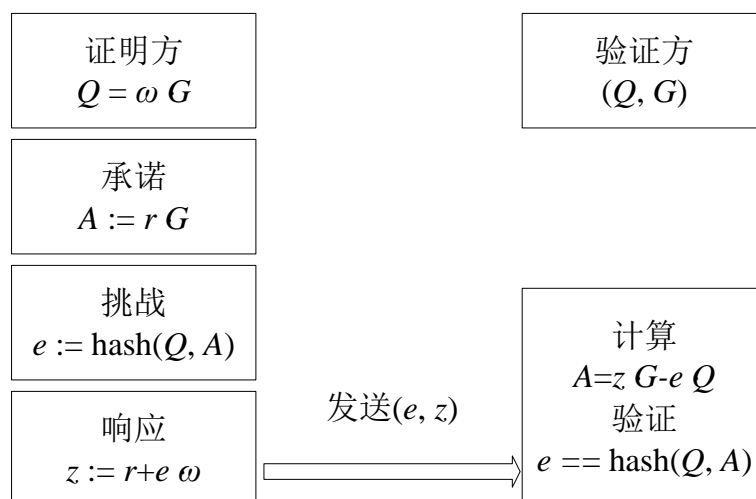 证明方
Q = ω G
验证方
(Q, G)
承诺
A := r G
挑战
e := hash(Q, A)
响应
z := r+e ω
发送(e, z)
计算
A=z G-e Q
验证
e == hash(Q, A)